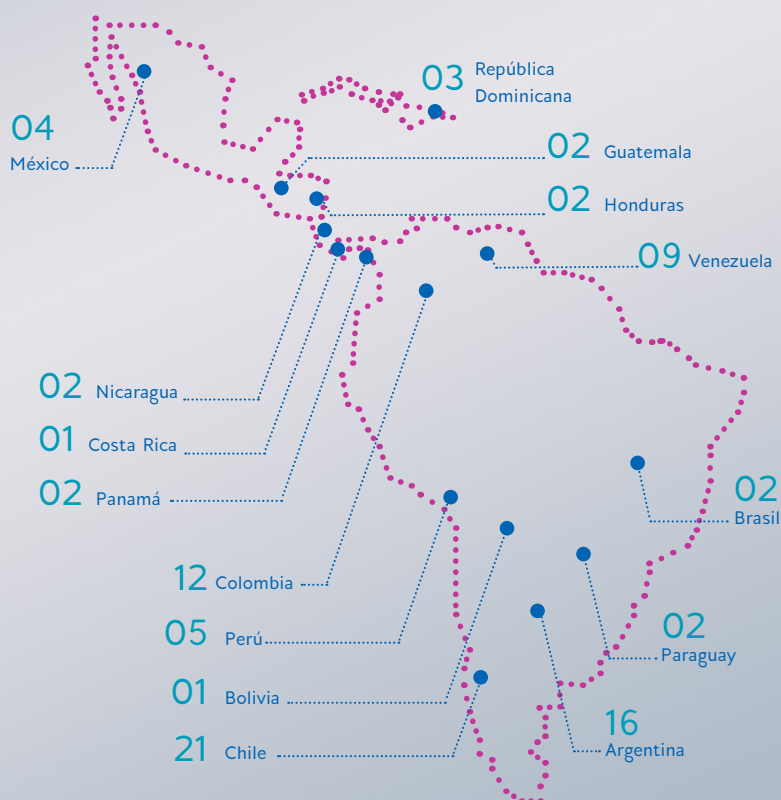 03 República
Dominicana
04
México
02 Guatemala
02 Honduras
09 Venezuela
02 Nicaragua
01 Costa Rica
02 Panamá
02
Brasil
12 Colombia
05 Perú
02
Paraguay
01 Bolivia
16
Argentina
21 Chile